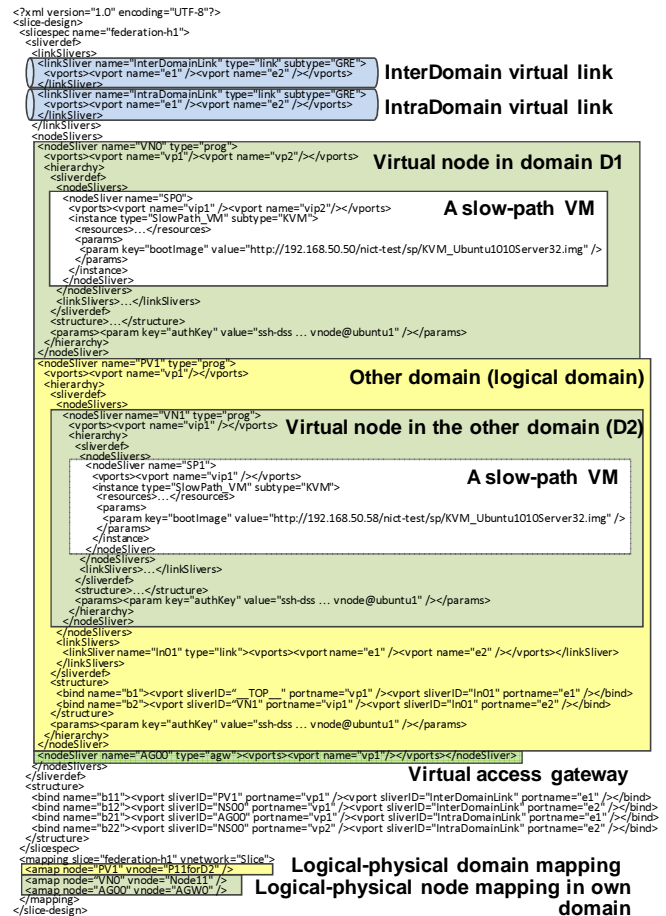 <?xml version="1.0" encoding="UTF-8"?>
<slice-design>
<slicespec name="federation-h1">
<sliverdef>
<linkSlivers>
<linkSliver name="InterDomainLink" type="link" subtype="GRE">
<vports><vport name="e1" /><vport name="e2" /></vports>
</linkSliver>
InterDomain virtual link
<linkSliver name="IntraDomainLink" type="link" subtype="GRE">
<vports><vport name="e1" /><vport name="e2" /></vports>
</linkSliver>
IntraDomain virtual link
</linkSlivers>
<nodeSlivers>
<nodeSliver name="VN0" type="prog">
<vports><vport name="vp1"/><vport name="vp2"/></vports>
Virtual node in domain D1
<hierarchy>
<sliverdef>
<nodeSlivers>
<nodeSliver name="SP0">
<vports><vport name="vip1" /><vport name="vip2"/></vports>
A slow-path VM
<instance type="SlowPath_VM" subtype="KVM">
<resources>…</resources>
<params>
<param key="bootImage" value="http://192.168.50.50/nict-test/sp/KVM_Ubuntu1010Server32.img" />
</params>
</instance>
</nodeSliver>
</nodeSlivers>
<linkSlivers>…</linkSlivers>
</sliverdef>
<structure>…</structure>
<params><param key="authKey" value="ssh-dss … vnode@ubuntu1" /></params>
</hierarchy>
</nodeSliver>
<nodeSliver name="PV1" type="prog">
<vports><vport name="vp1"/></vports>
Other domain (logical domain)
<hierarchy>
<sliverdef>
<nodeSlivers>
<nodeSliver name="VN1" type="prog">
<vports><vport name="vip1" /></vports>
Virtual node in the other domain (D2)
<hierarchy>
<sliverdef>
<nodeSlivers>
<nodeSliver name="SP1">
<vports><vport name="vip1" /></vports>
A slow-path VM
<instance type="SlowPath_VM" subtype="KVM">
<resources>…</resources>
<params>
<param key="bootImage" value="http://192.168.50.58/nict-test/sp/KVM_Ubuntu1010Server32.img" />
</params>
</instance>
</nodeSliver>
</nodeSlivers>
<linkSlivers>…</linkSlivers>
</sliverdef>
<structure>…</structure>
<params><param key="authKey" value="ssh-dss … vnode@ubuntu1" /></params>
</hierarchy>
</nodeSliver>
</nodeSlivers>
<linkSlivers>
<linkSliver name="ln01" type="link"><vports><vport name="e1" /><vport name="e2" /></vports></linkSliver>
</linkSlivers>
</sliverdef>
<structure>
<bind name="b1"><vport sliverID="__TOP__" portname="vp1" /><vport sliverID="ln01" portname="e1" /></bind>
<bind name="b2"><vport sliverID="VN1" portname="vip1" /><vport sliverID="ln01" portname="e2" /></bind>
</structure>
<params><param key="authKey" value="ssh-dss … vnode@ubuntu1" /></params>
</hierarchy>
</nodeSliver>
<nodeSliver name="AG00" type="agw"><vports><vport name="vp1"/></vports></nodeSliver>
</nodeSlivers>
Virtual access gateway
</sliverdef>
<structure>
<bind name="b11"><vport sliverID="PV1" portname="vp1" /><vport sliverID="InterDomainLink" portname="e1" /></bind>
<bind name="b12"><vport sliverID="NS00" portname="vp1" /><vport sliverID="InterDomainLink" portname="e2" /></bind>
<bind name="b21"><vport sliverID="AG00" portname="vp1" /><vport sliverID="IntraDomainLink" portname="e1" /></bind>
<bind name="b22"><vport sliverID="NS00" portname="vp2" /><vport sliverID="IntraDomainLink" portname="e2" /></bind>
</structure>
</slicespec>
<mapping slice="federation-h1" vnetwork="Slice">
<amap node="PV1" vnode="P11forD2" />
Logical-physical domain mapping
<amap node="VN0" vnode="Node11" />
<amap node="AG00" vnode="AGW0" />
Logical-physical node mapping in own
domain
</mapping>
</slice-design>